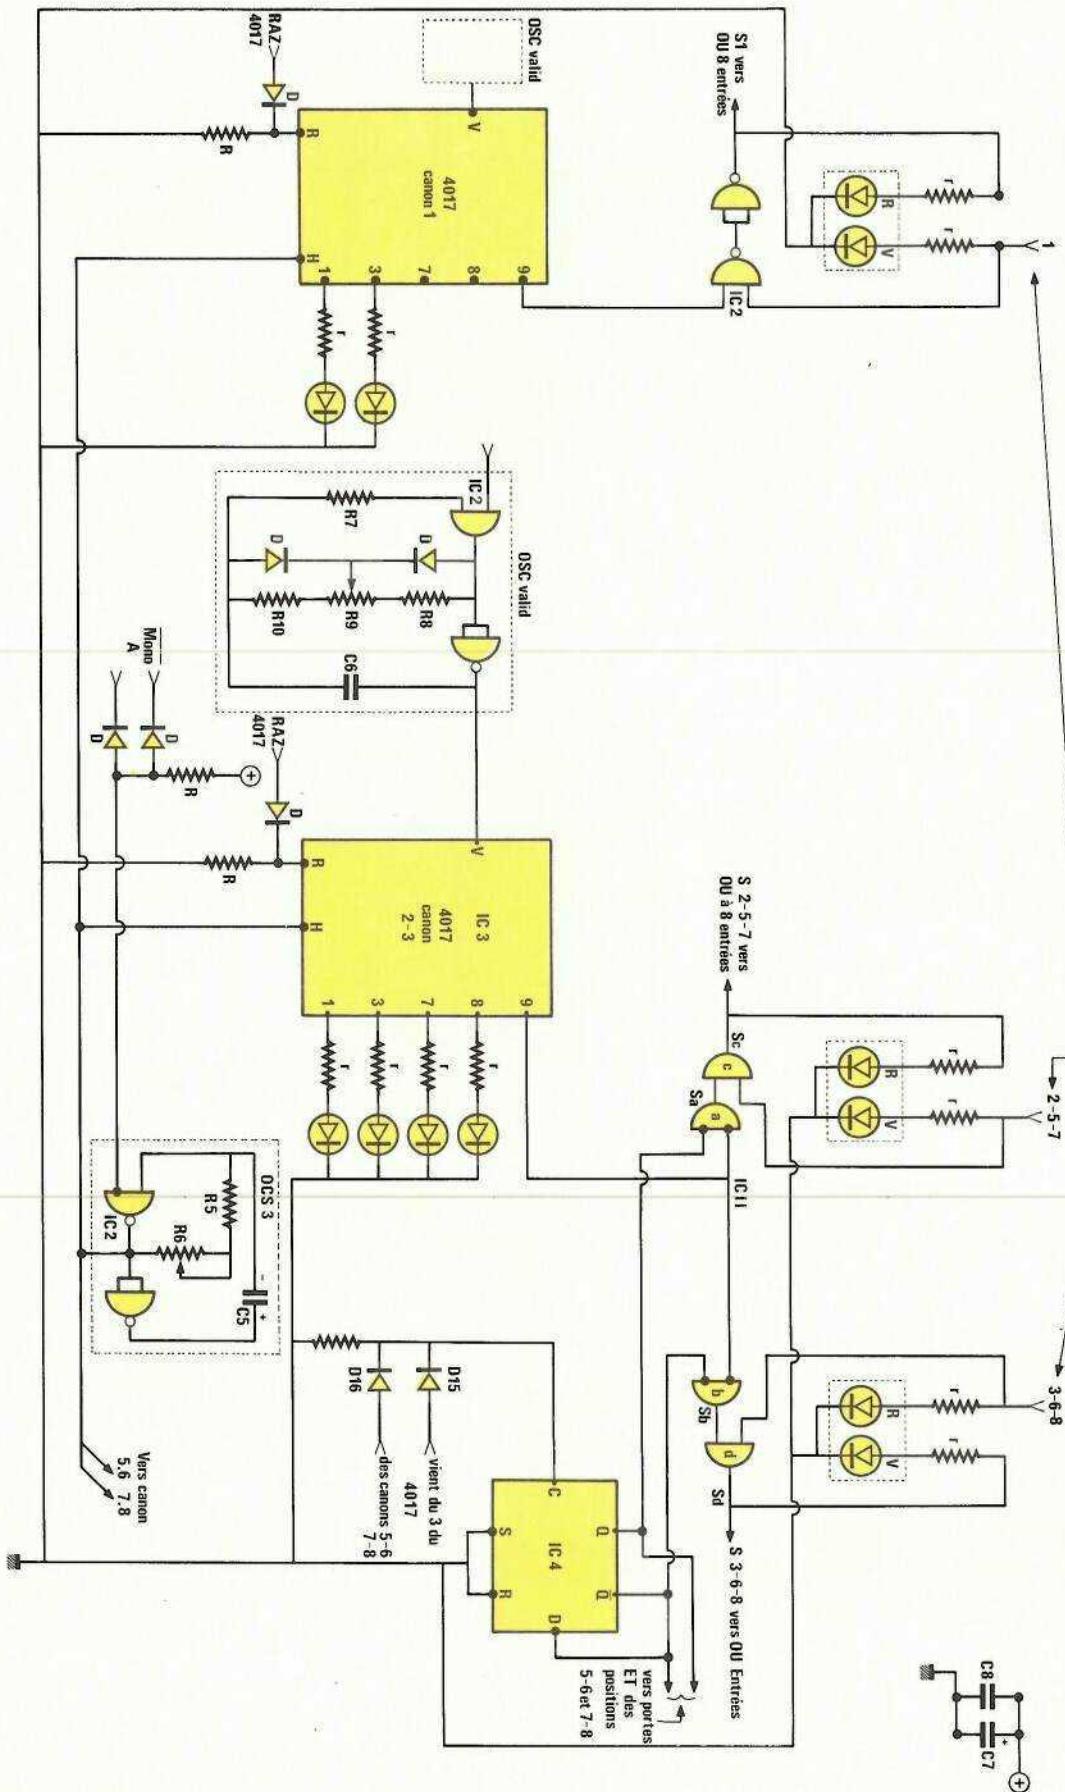 OSC valid
RAZ
4017
D
R
V
4017
canon 1
R
H
1
3
7
8
9
r
r
S1 vers
OU 8 entrées
IC 2
R
V
r
r
1
OSC valid
IC 2
R7
D
D
R8
R9
R10
C6
Mono
A
D
D
R
+
RAZ
4017
D
R
V
IC 3
4017
canon
2-3
R
H
1
3
7
8
9
r
r
r
r
S 2-5-7 vers
OU à 8 entrées
Sc
c
Sa
a
IC 11
R
V
r
r
2-5-7
OCS 3
R5
R6
IC2
C5
-
+
b
Sb
d
Sd
R
V
r
r
3-6-8
S 3-6-8 vers OU Entrées
D15
D16
vient du 3 du
4017
des canons 5-6
7-8
C
S
R
IC 4
Q
Q̅
D
vers portes
ET des
positions
5-6 et 7-8
Vers canon
5.6 7.8
C8
C7
+
+